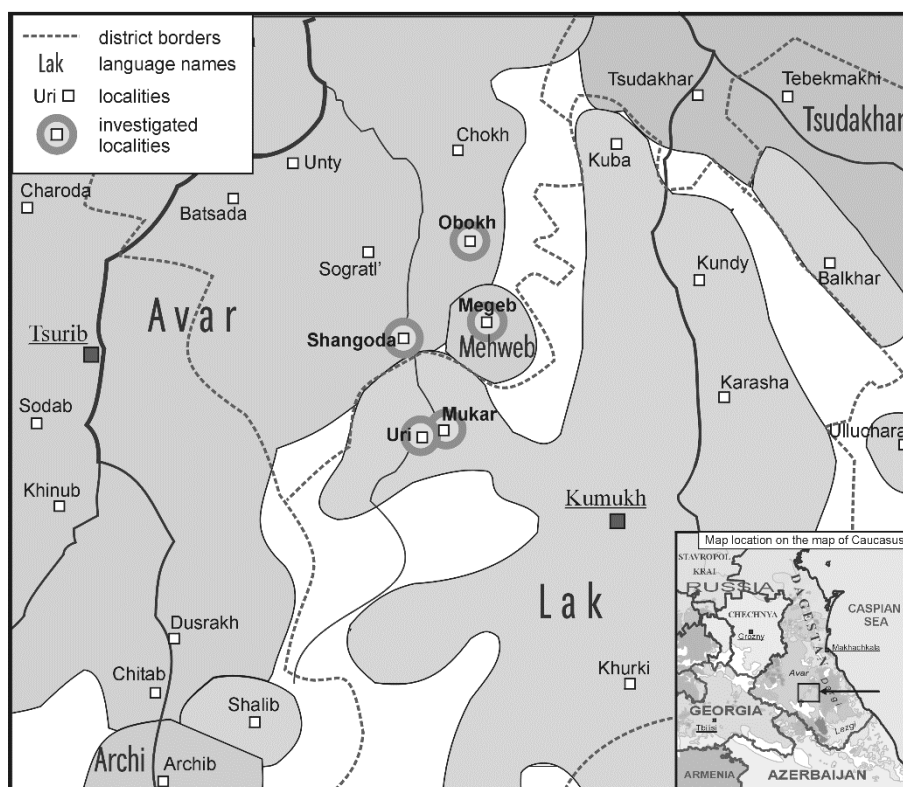 district borders
Lak
language names
Uri
localities
investigated
localities
Tsudakhar
Tebekmakhi
Tsudakhar
Chokh
Kuba
Unty
Charoda
Batsada
Obokh
Sogratl'
Kundy
Balkhar
Avar
Megeb
Mehweb
Shangoda
Tsurib
Karasha
Sodab
Mukar
Uri
Ulluchara
Khinub
Kumukh
Lak
Dusrakh
Chitab
Khurki
Shalib
Archi
Archib
Map location on the map of Caucasus
STAVROPOL
KRAI
RUSSIA
DAGESTAN
CHECHNYA
Grozny
CASPIAN
SEA
Makhachkala
Avar
Dargi
GEORGIA
Tbilisi
Lezgi
ARMENIA
AZERBAIJAN